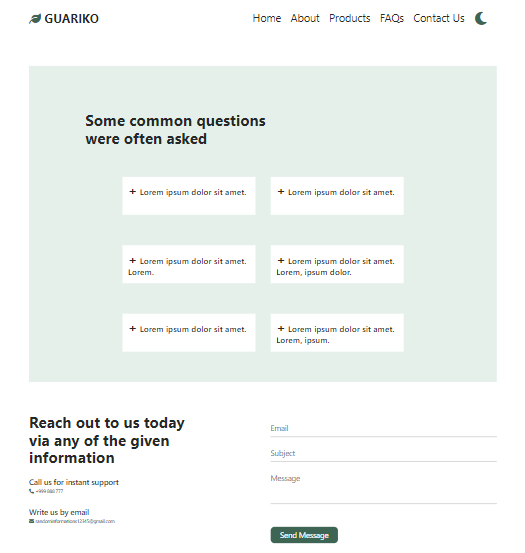 GUARIKO
Home About Products FAQs Contact Us
Some common questions
were often asked
+ Lorem ipsum dolor sit amet.
+ Lorem ipsum dolor sit amet.
+ Lorem ipsum dolor sit amet.
Lorem.
+ Lorem ipsum dolor sit amet.
Lorem, ipsum dolor.
+ Lorem ipsum dolor sit amet.
+ Lorem ipsum dolor sit amet.
Lorem, ipsum.
Reach out to us today
via any of the given
information
Call us for instant support
+999 888 777
Write us by email
Email
Subject
Message
Send Message